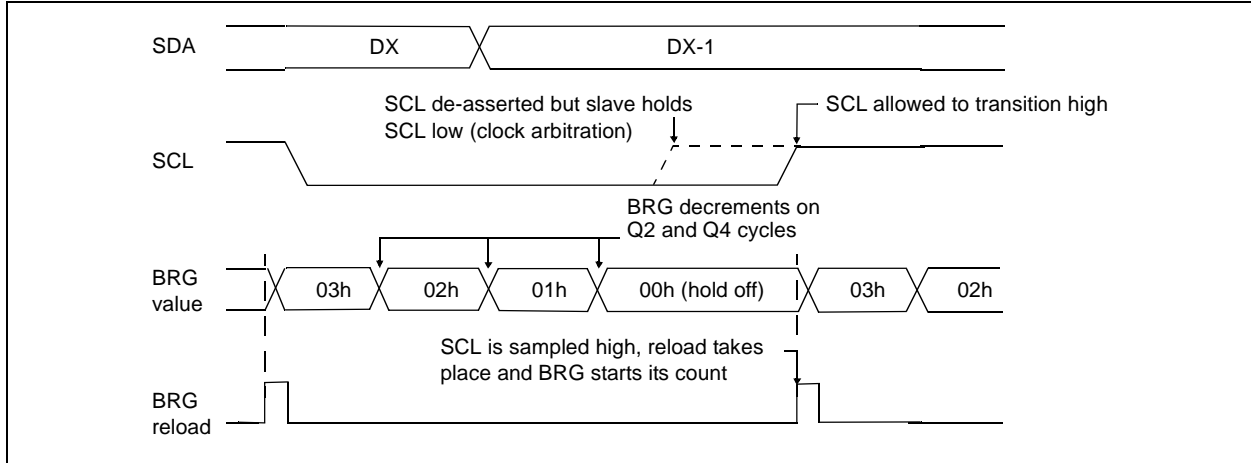 SDA
DX
DX-1
SCL de-asserted but slave holds
SCL low (clock arbitration)
SCL allowed to transition high
SCL
BRG decrements on
Q2 and Q4 cycles
BRG
value
03h
02h
01h
00h (hold off)
03h
02h
SCL is sampled high, reload takes
place and BRG starts its count
BRG
reload